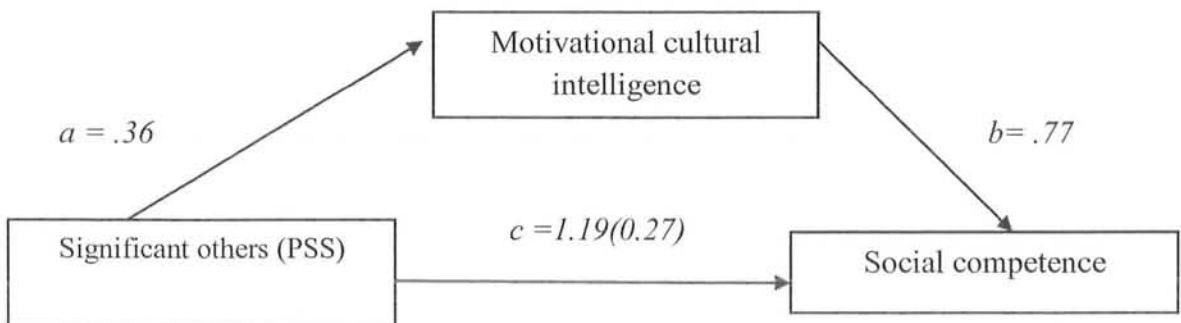 Motivational cultural
intelligence
a = .36
b= .77
Significant others (PSS)
c =1.19(0.27)
Social competence